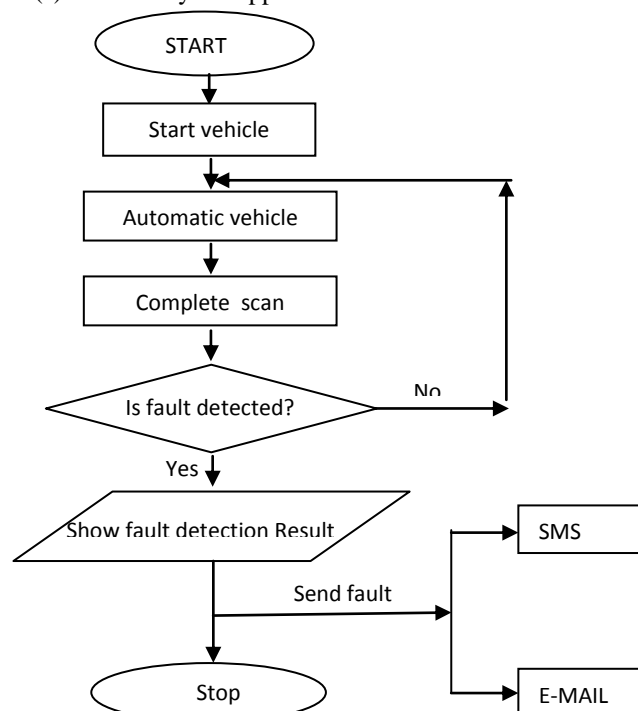 START
Start vehicle
Automatic vehicle
Complete scan
Is fault detected?
No
Yes
Show fault detection Result
Send fault
SMS
E-MAIL
Stop